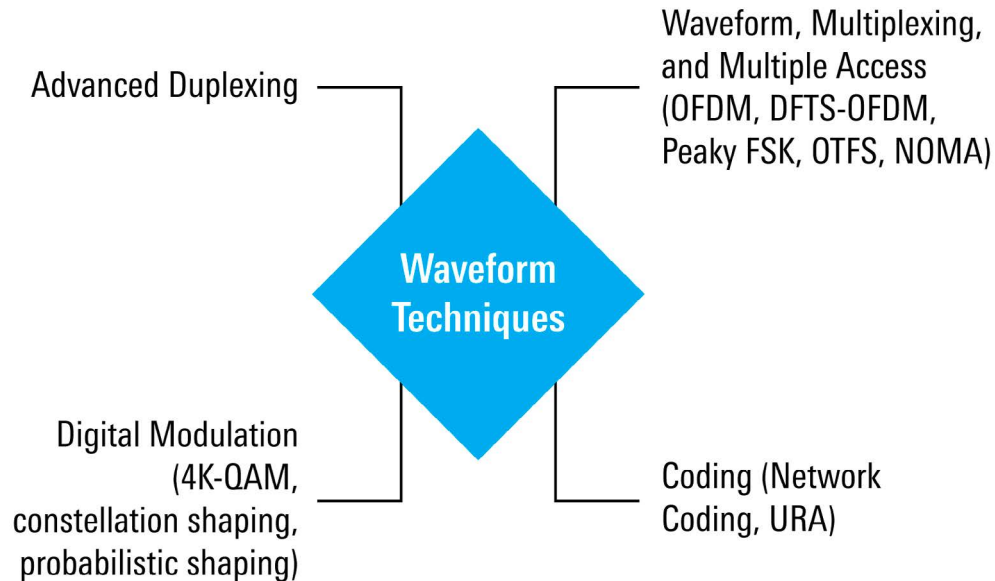 Advanced Duplexing
Waveform, Multiplexing,
and Multiple Access
(OFDM, DFTS-OFDM,
Peaky FSK, OTFS, NOMA)
Waveform
Techniques
Digital Modulation
(4K-QAM,
constellation shaping,
probabilistic shaping)
Coding (Network
Coding, URA)